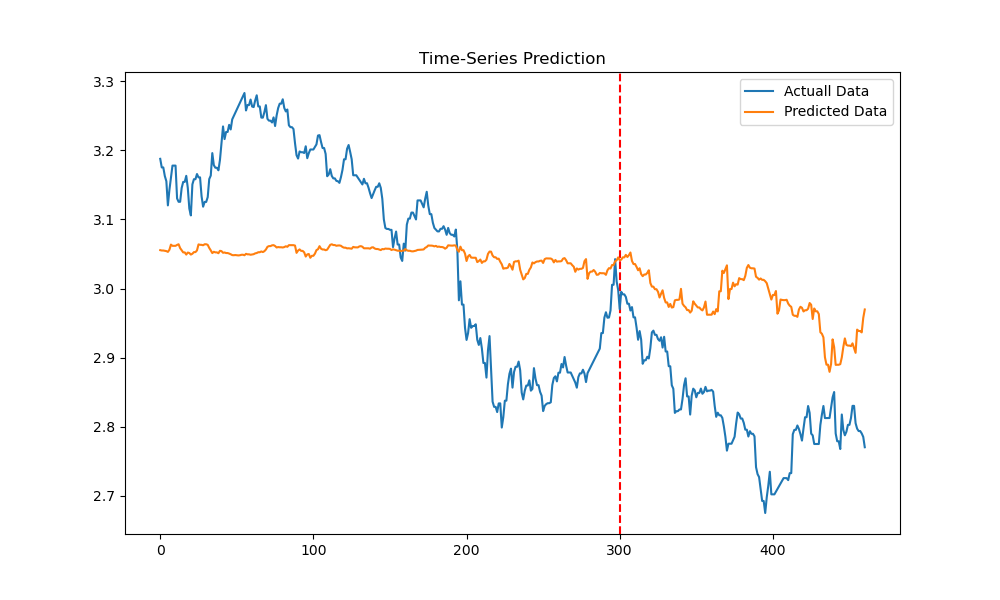 Time-Series Prediction
Actuall Data
Predicted Data
3.3
3.2
3.1
3.0
2.9
2.8
2.7
0 100 200 300 400